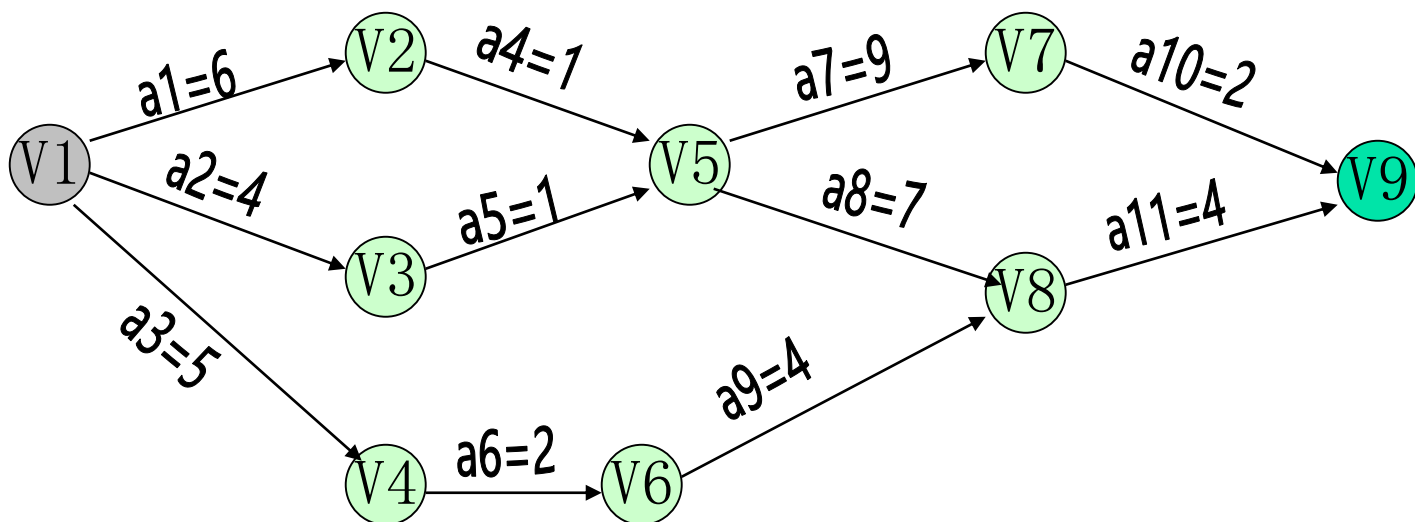 V2
a4=1
a7=9
V7
a10=2
a1=6
V1
a2=4
V5
a8=7
V9
a5=1
a11=4
V3
V8
a3=5
a9=4
V4
a6=2
V6